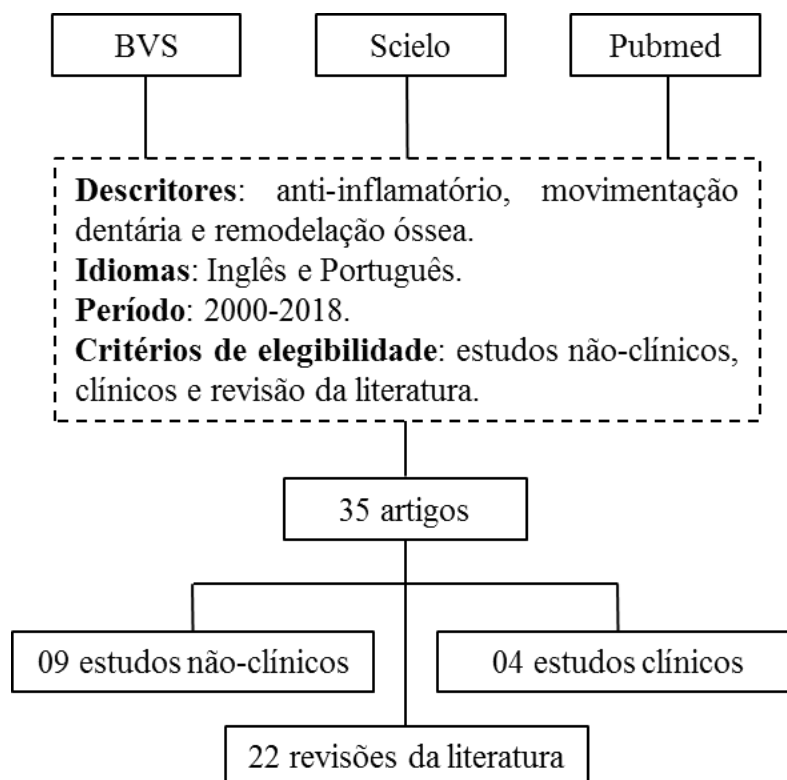 BVS
Scielo
Pubmed
Descritores: anti-inflamatório, movimentação
dentária e remodelação óssea.
Idiomas: Inglês e Português.
Período: 2000-2018.
Critérios de elegibilidade: estudos não-clínicos,
clínicos e revisão da literatura.
35 artigos
09 estudos não-clínicos
04 estudos clínicos
22 revisões da literatura